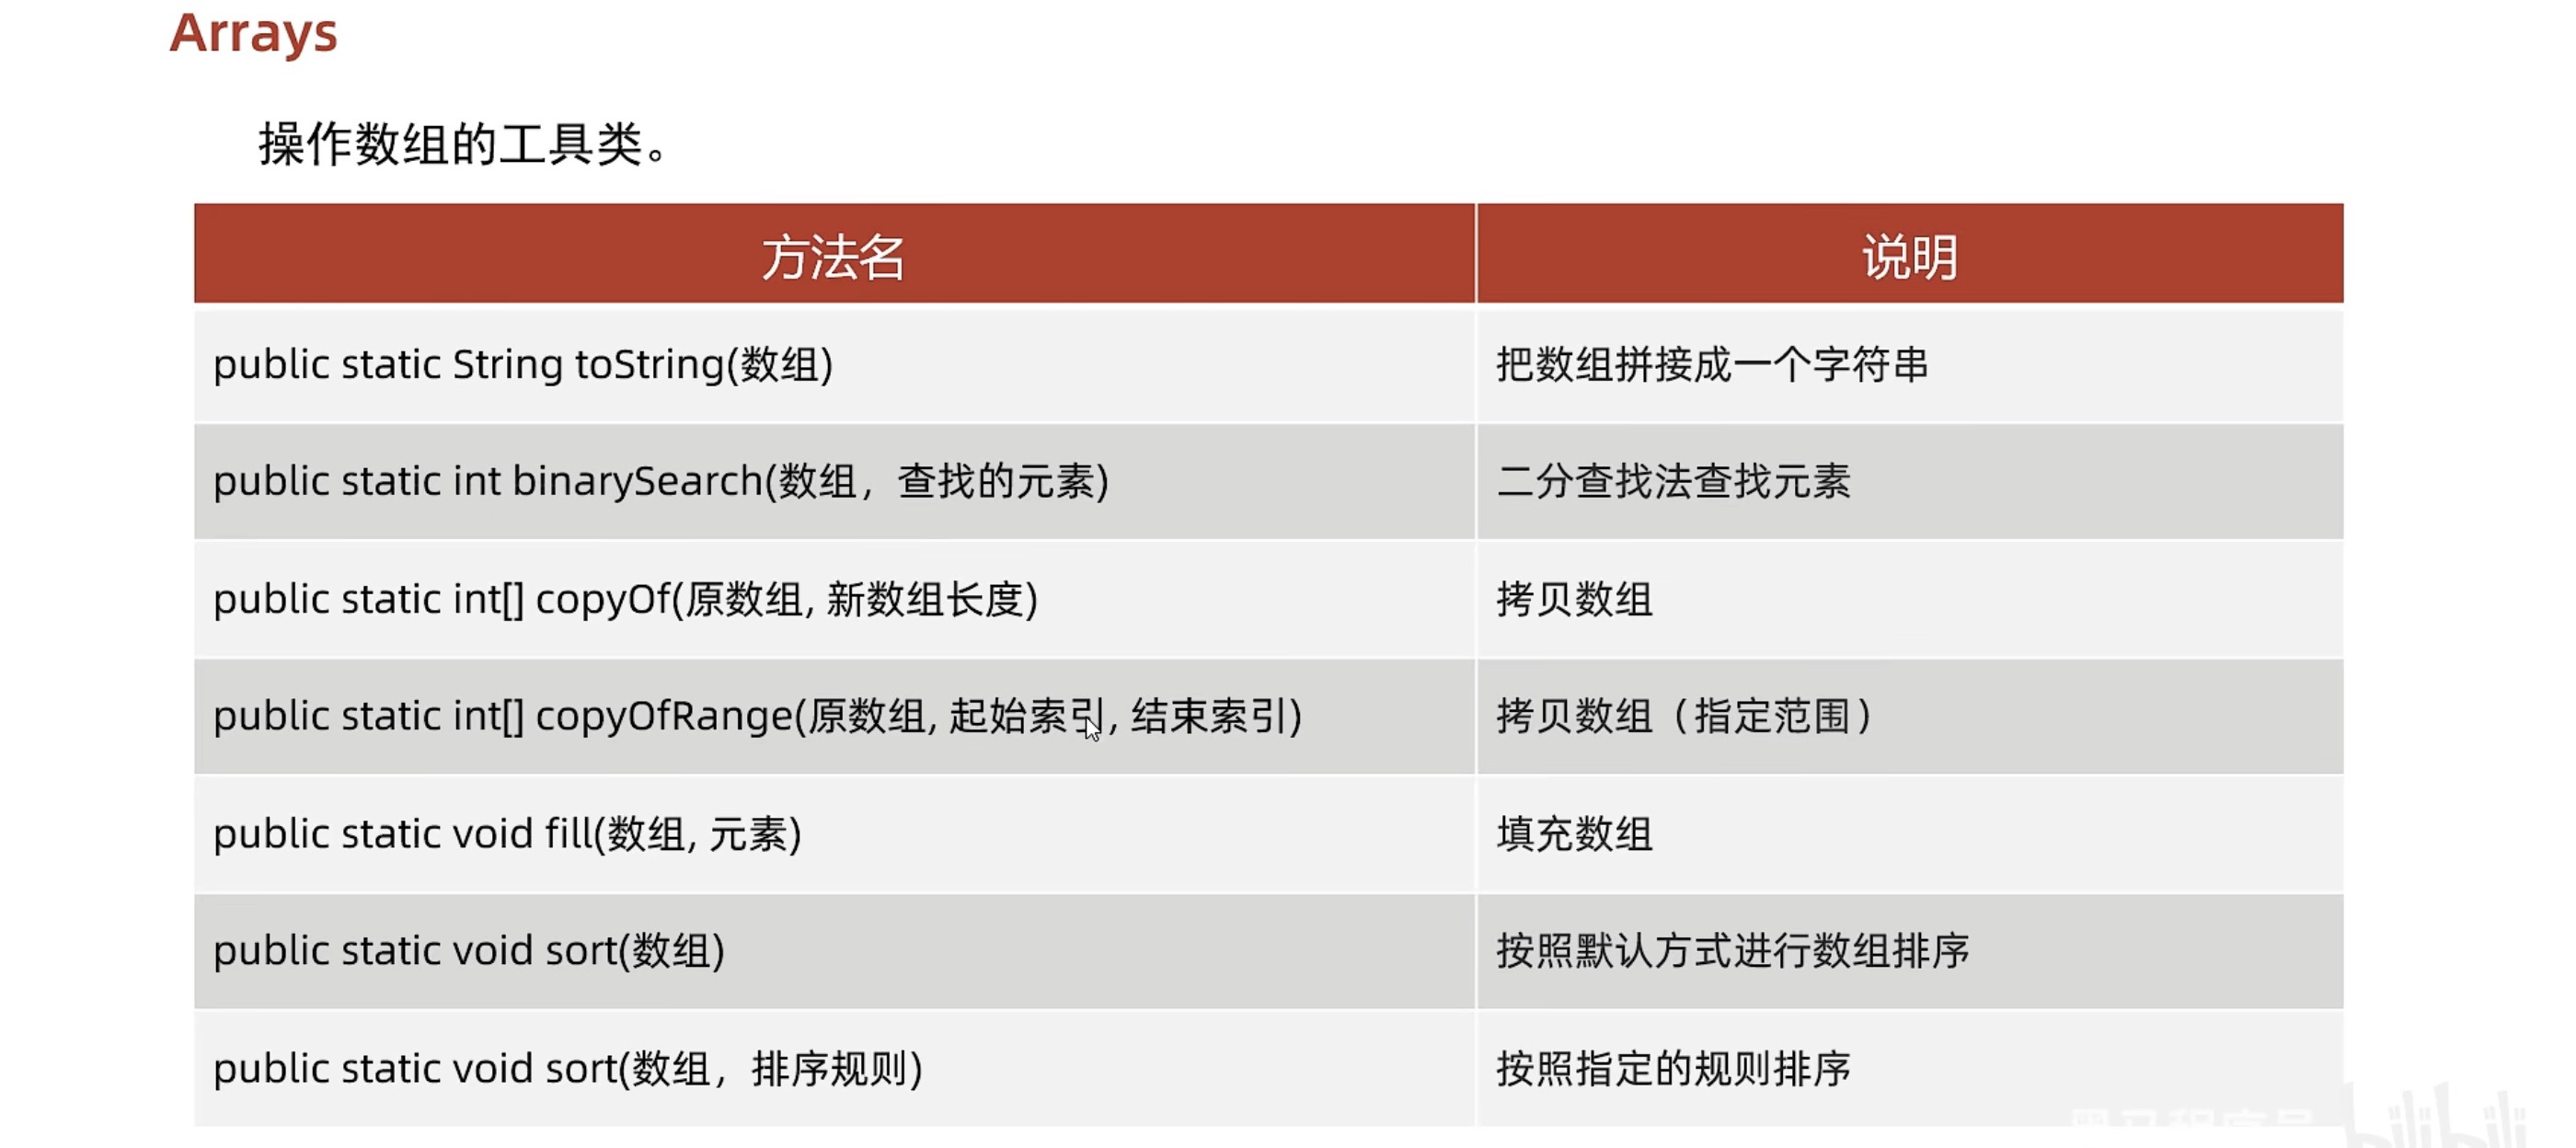 Arrays
操作数组的工具类。
方法名 说明
public static String toString(数组) 把数组拼接成一个字符串
public static int binarySearch(数组，查找的元素) 二分查找法查找元素
public static int[] copyOf(原数组, 新数组长度) 拷贝数组
public static int[] copyOfRange(原数组, 起始索引, 结束索引) 拷贝数组（指定范围）
public static void fill(数组, 元素) 填充数组
public static void sort(数组) 按照默认方式进行数组排序
public static void sort(数组，排序规则) 按照指定的规则排序
bilibili